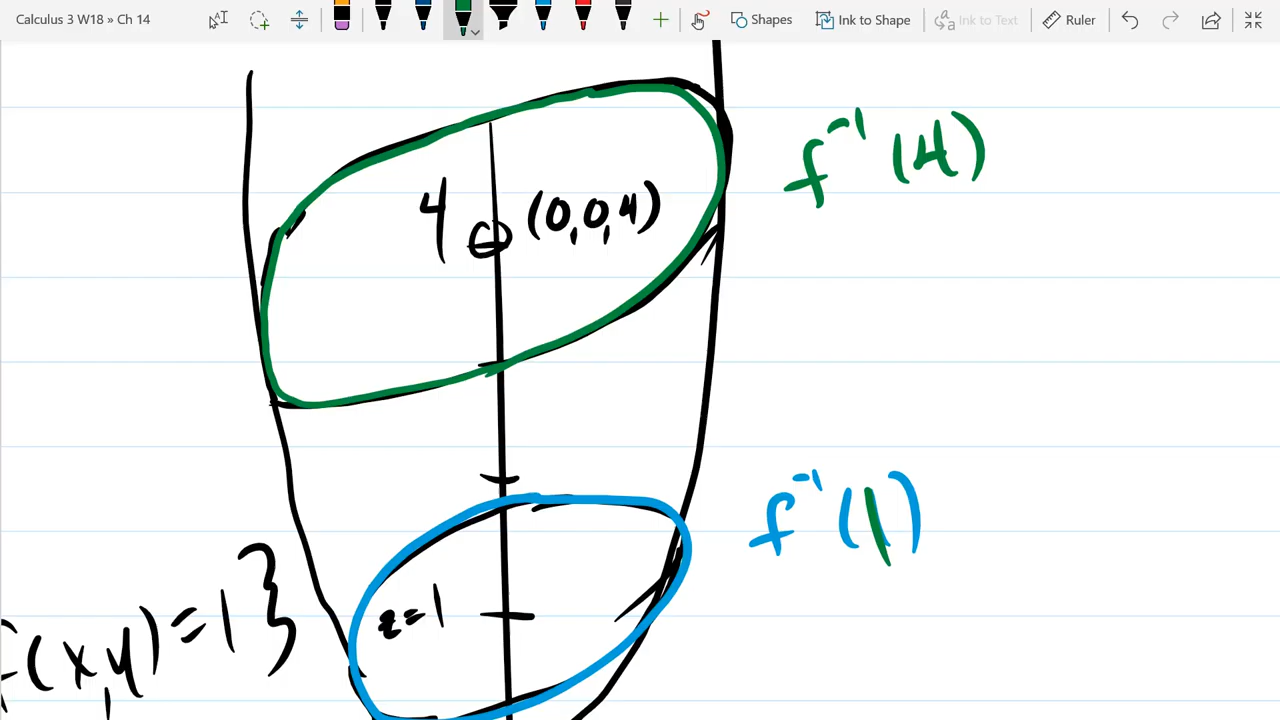 Calculus 3 W18 » Ch 14
Shapes
Ink to Shape
Ink to Text
Ruler
f⁻¹(4)
4 (0,0,4)
f⁻¹(1)
z=1
f(x,y)=1}